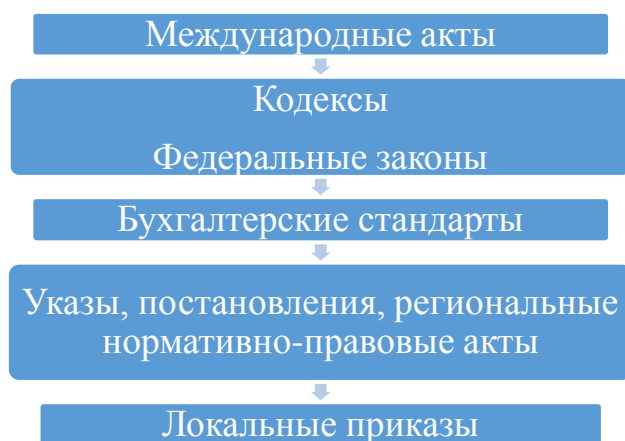 Международные акты
Кодексы
Федеральные законы
Бухгалтерские стандарты
Указы, постановления, региональные
нормативно-правовые акты
Локальные приказы